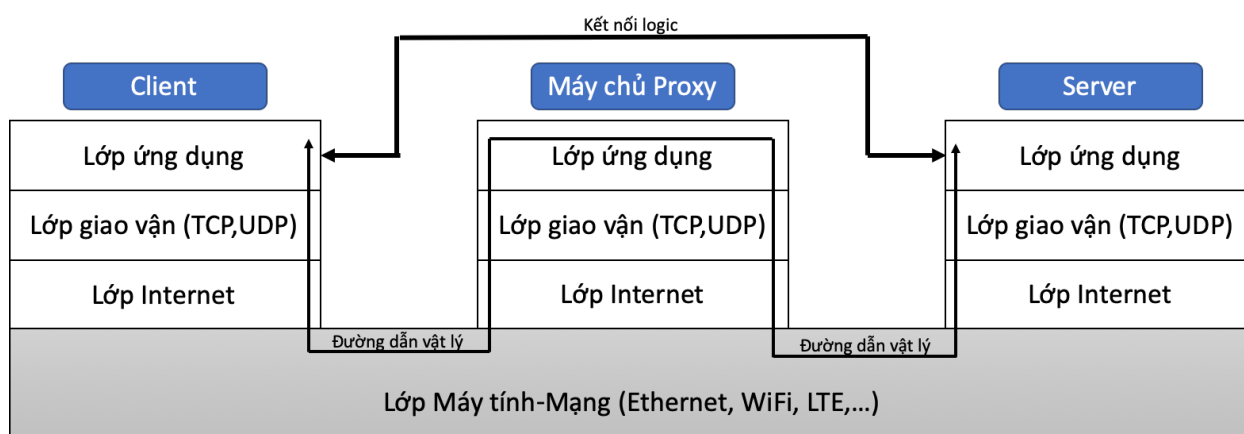 Kết nối logic
Client
Máy chủ Proxy
Server
Lớp ứng dụng
Lớp ứng dụng
Lớp ứng dụng
Lớp giao vận (TCP,UDP)
Lớp giao vận (TCP,UDP)
Lớp giao vận (TCP,UDP)
Lớp Internet
Lớp Internet
Lớp Internet
Đường dẫn vật lý
Đường dẫn vật lý
Lớp Máy tính-Mạng (Ethernet, WiFi, LTE,...)